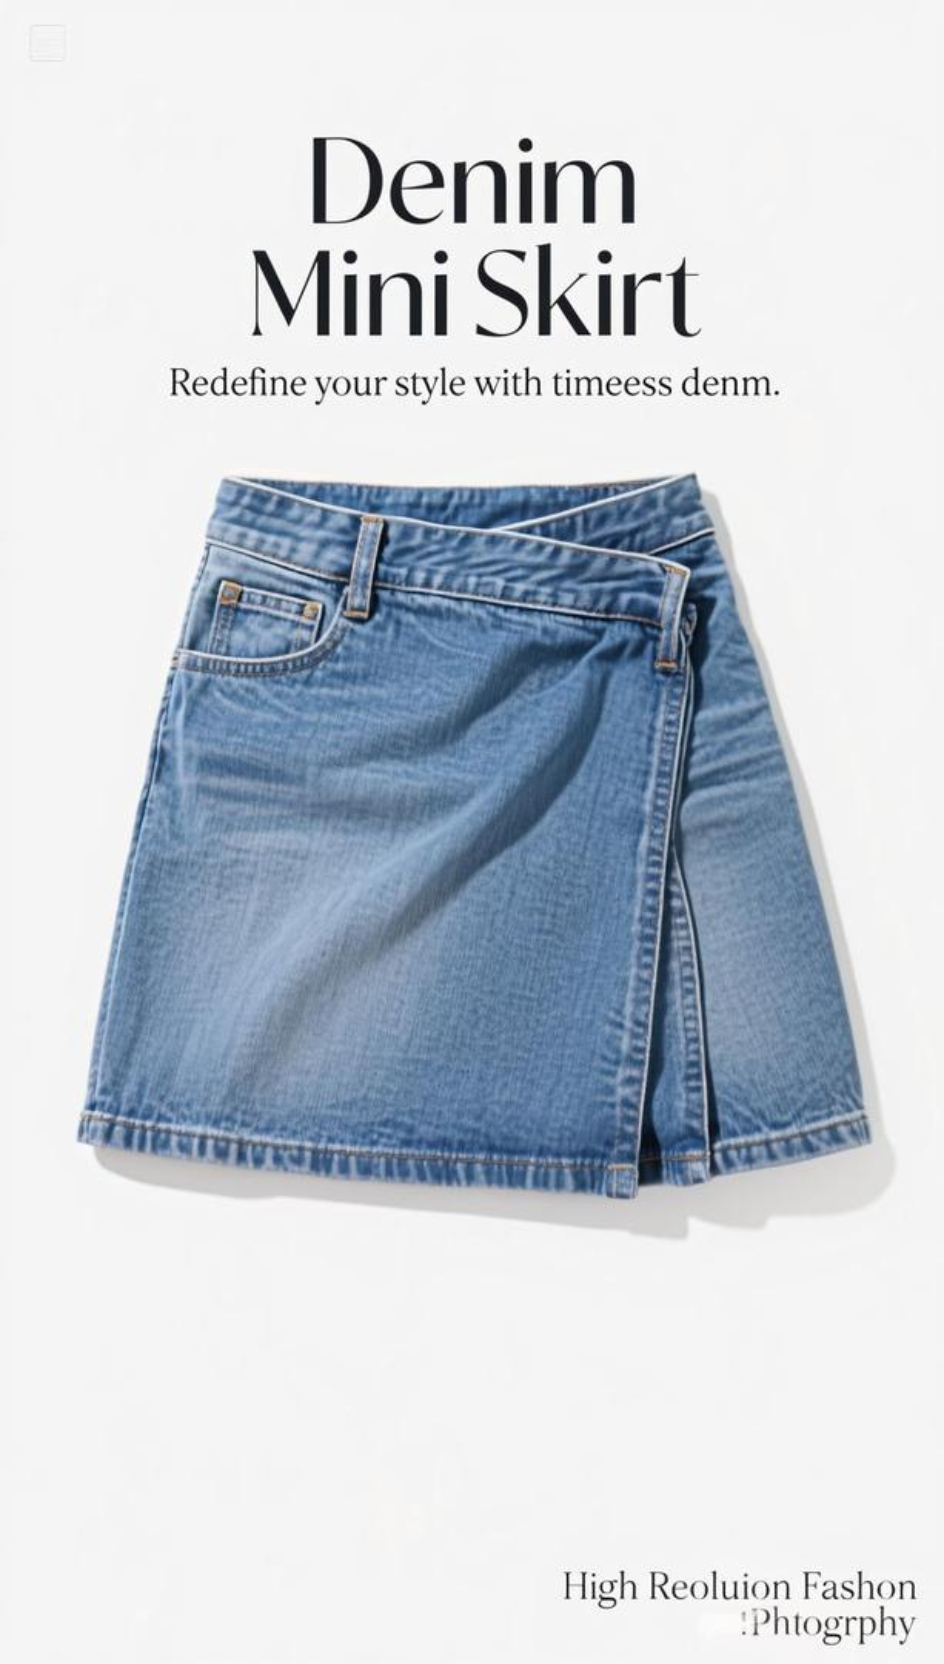 Denim
Mini Skirt
Redefine your style with timeess denm.
High Reoluion Fashon
!Phtogrphy